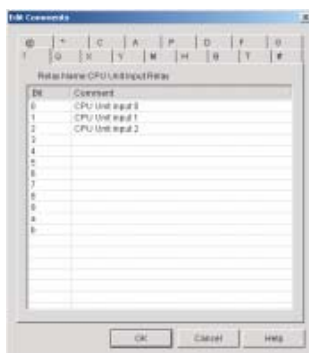 Edit Comments
@ * C A P D F G
I Q X Y M H B T #
Relay Name:CPU Unit Input Relay
Bit Comment
0 CPU Unit input 0
1 CPU Unit input 1
2 CPU Unit input 2
3
4
5
6
7
8
9
a
b
OK Cancel Help